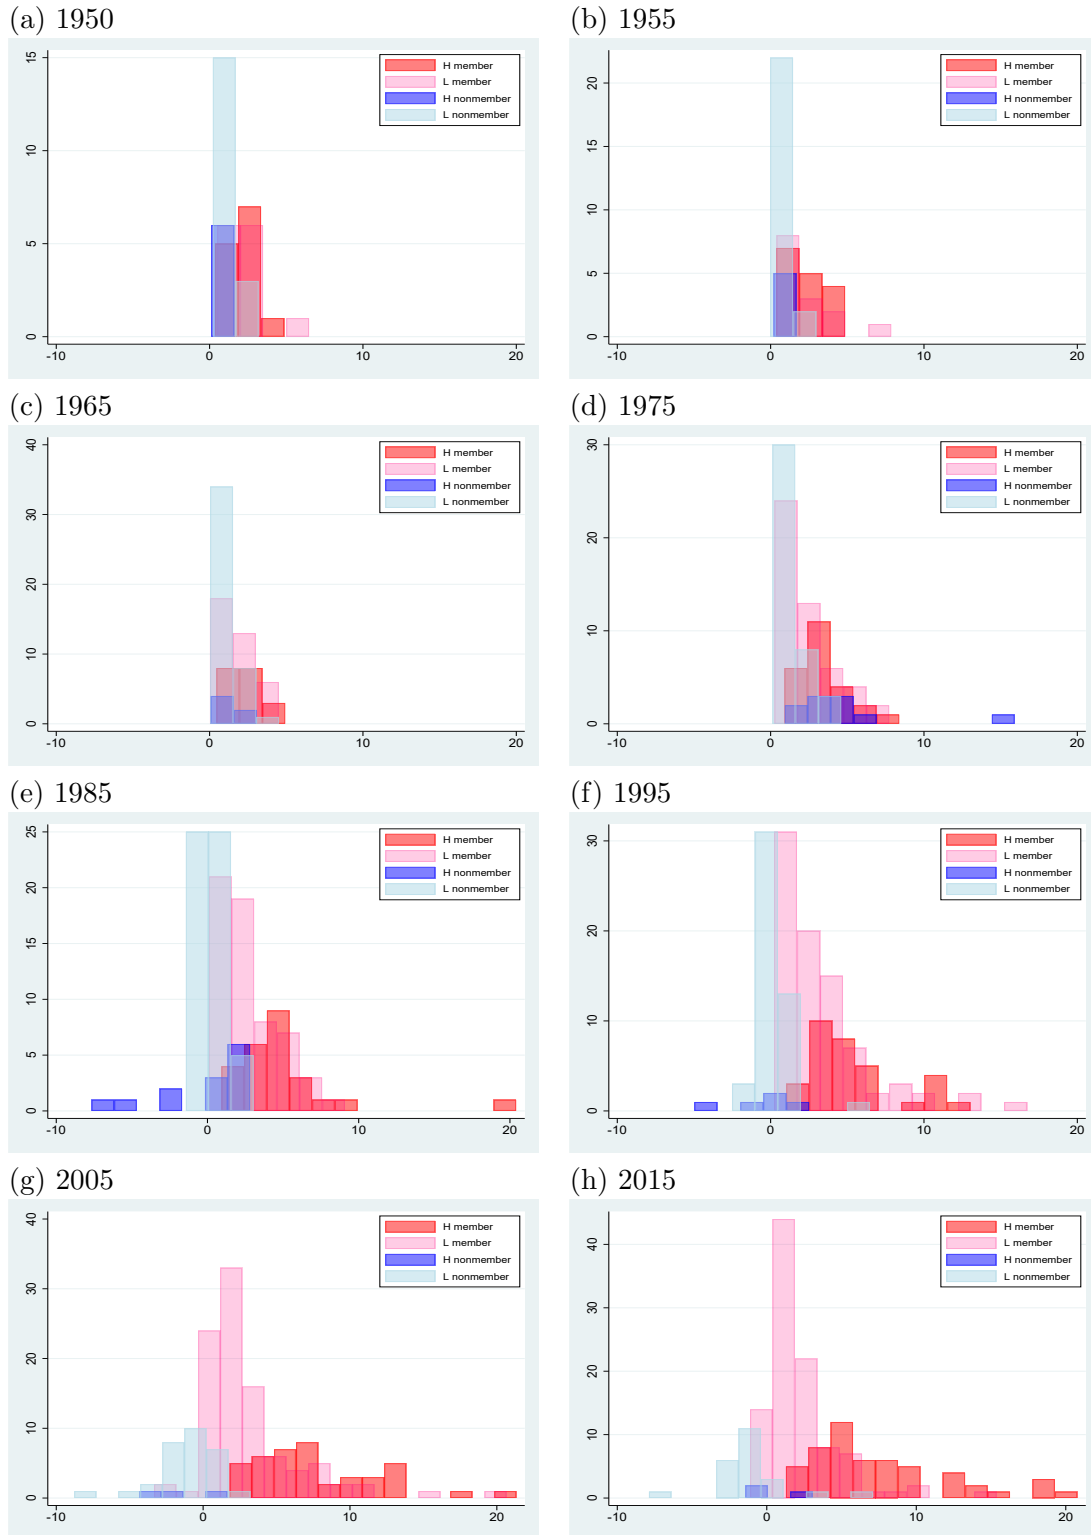 (a) 1950
H member
L member
H nonmember
L nonmember
15
10
5
0
-10 0 10 20
(b) 1955
H member
L member
H nonmember
L nonmember
20
15
10
5
0
-10 0 10 20
(c) 1965
H member
L member
H nonmember
L nonmember
40
30
20
10
0
-10 0 10 20
(d) 1975
H member
L member
H nonmember
L nonmember
30
20
10
0
-10 0 10 20
(e) 1985
H member
L member
H nonmember
L nonmember
25
20
15
10
5
0
-10 0 10 20
(f) 1995
H member
L member
H nonmember
L nonmember
30
20
10
0
-10 0 10 20
(g) 2005
H member
L member
H nonmember
L nonmember
40
30
20
10
0
-10 0 10 20
(h) 2015
H member
L member
H nonmember
L nonmember
40
30
20
10
0
-10 0 10 20